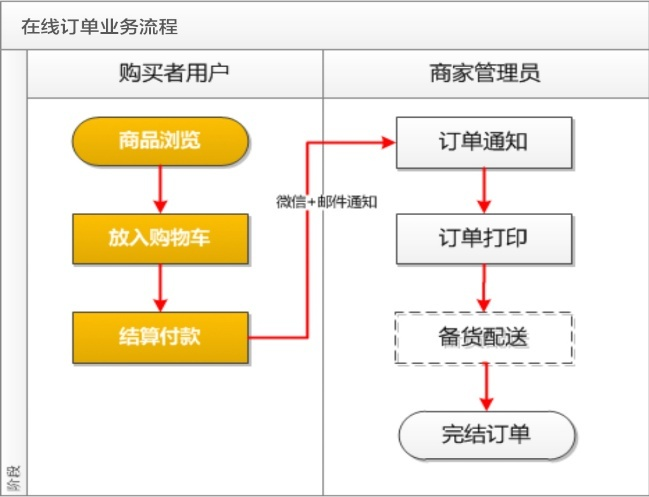 在线订单业务流程
购买者用户
商家管理员
商品浏览
放入购物车
结算付款
微信+邮件通知
订单通知
订单打印
备货配送
完结订单
阶段